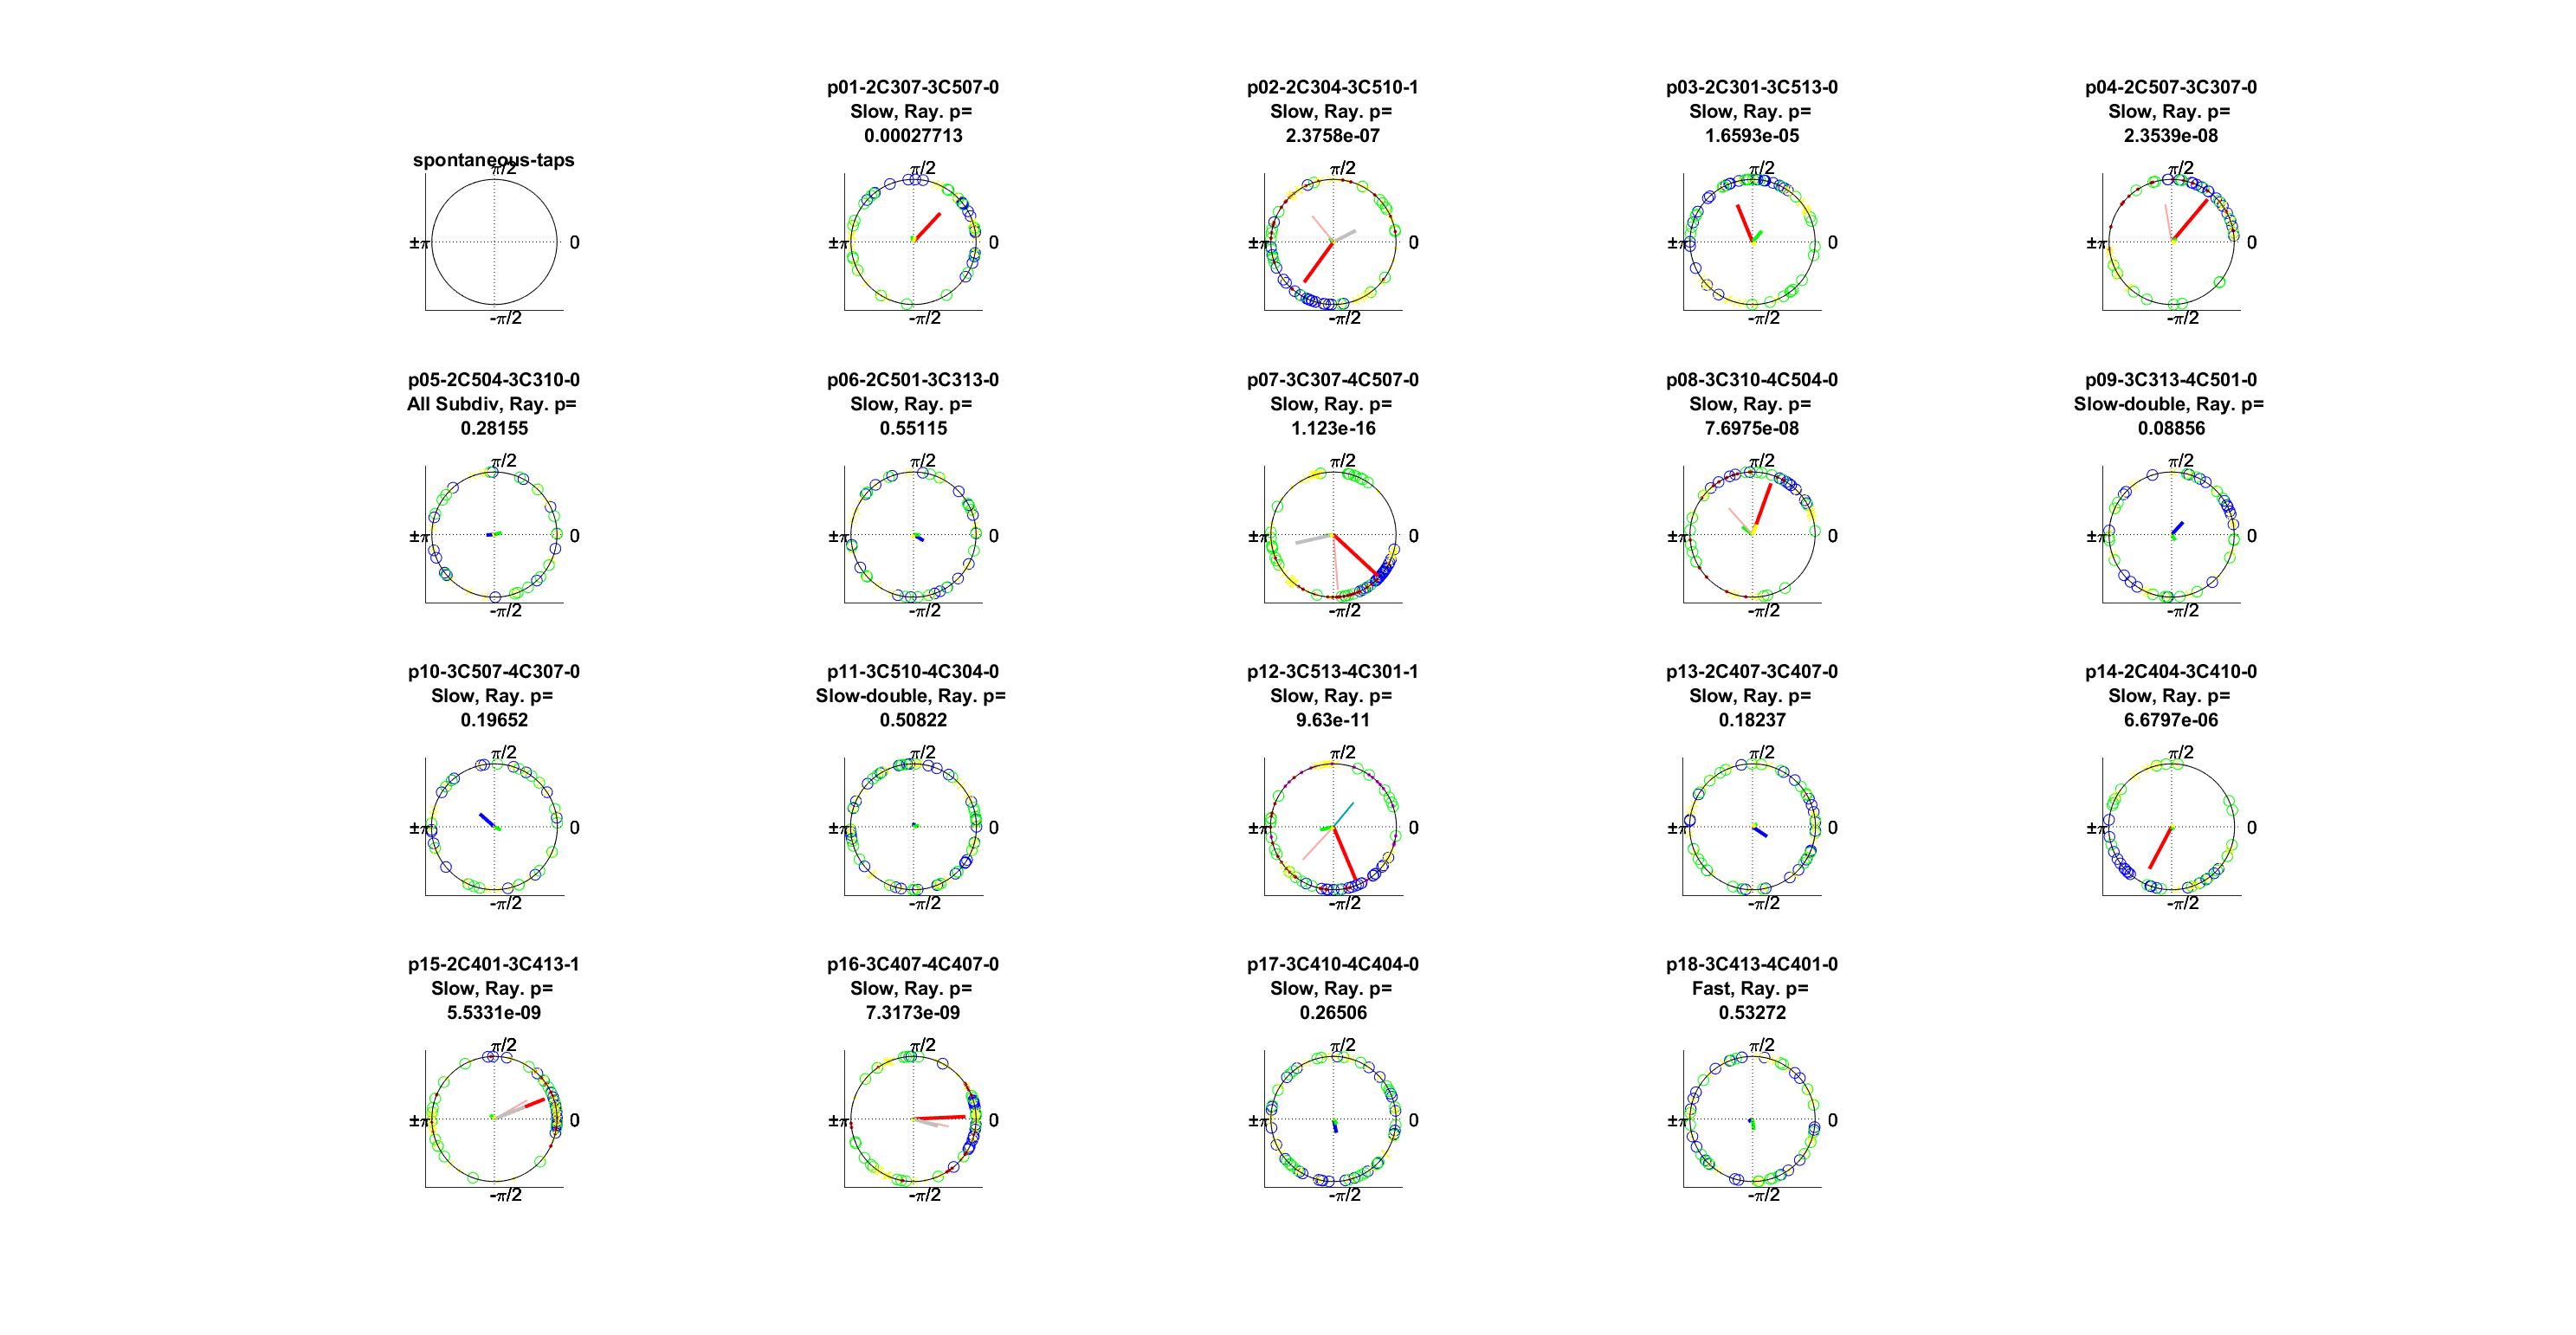 spontaneous-taps
π/2
±π
0
-π/2
p01-2C307-3C507-0
Slow, Ray. p=
0.00027713
π/2
±π
0
-π/2
p02-2C304-3C510-1
Slow, Ray. p=
2.3758e-07
π/2
±π
0
-π/2
p03-2C301-3C513-0
Slow, Ray. p=
1.6593e-05
π/2
±π
0
-π/2
p04-2C507-3C307-0
Slow, Ray. p=
2.3539e-08
π/2
±π
0
-π/2
p05-2C504-3C310-0
All Subdiv, Ray. p=
0.28155
π/2
±π
0
-π/2
p06-2C501-3C313-0
Slow, Ray. p=
0.55115
π/2
±π
0
-π/2
p07-3C307-4C507-0
Slow, Ray. p=
1.123e-16
π/2
±π
0
-π/2
p08-3C310-4C504-0
Slow, Ray. p=
7.6975e-08
π/2
±π
0
-π/2
p09-3C313-4C501-0
Slow-double, Ray. p=
0.08856
π/2
±π
0
-π/2
p10-3C507-4C307-0
Slow, Ray. p=
0.19652
π/2
±π
0
-π/2
p11-3C510-4C304-0
Slow-double, Ray. p=
0.50822
π/2
±π
0
-π/2
p12-3C513-4C301-1
Slow, Ray. p=
9.63e-11
π/2
±π
0
-π/2
p13-2C407-3C407-0
Slow, Ray. p=
0.18237
π/2
±π
0
-π/2
p14-2C404-3C410-0
Slow, Ray. p=
6.6797e-06
π/2
±π
0
-π/2
p15-2C401-3C413-1
Slow, Ray. p=
5.5331e-09
π/2
±π
0
-π/2
p16-3C407-4C407-0
Slow, Ray. p=
7.3173e-09
π/2
±π
0
-π/2
p17-3C410-4C404-0
Slow, Ray. p=
0.26506
π/2
±π
0
-π/2
p18-3C413-4C401-0
Fast, Ray. p=
0.53272
π/2
±π
0
-π/2